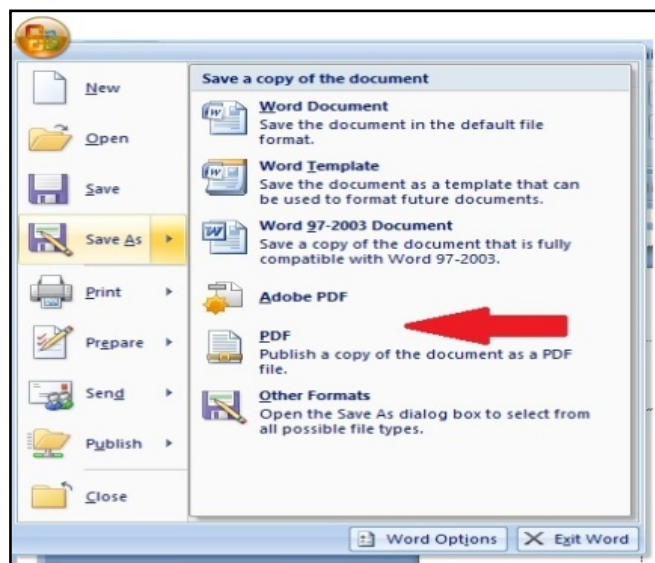 New
Open
Save
Save As
Print
Prepare
Send
Publish
Close
Save a copy of the document
Word Document
Save the document in the default file
format.
Word Template
Save the document as a template that can
be used to format future documents.
Word 97-2003 Document
Save a copy of the document that is fully
compatible with Word 97-2003.
Adobe PDF
PDF
Publish a copy of the document as a PDF
file.
Other Formats
Open the Save As dialog box to select from
all possible file types.
Word Options
Exit Word